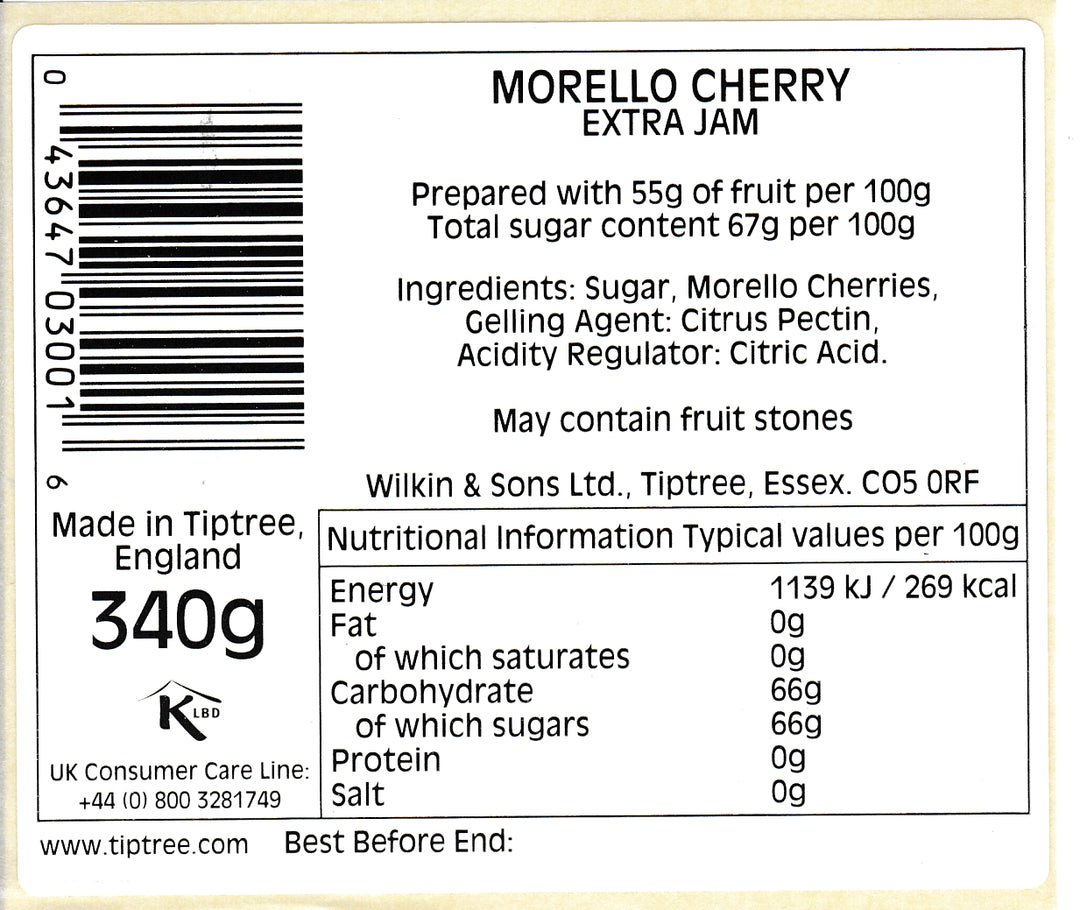 MORELLO CHERRY
EXTRA JAM
Prepared with 55g of fruit per 100g
Total sugar content 67g per 100g
Ingredients: Sugar, Morello Cherries,
Gelling Agent: Citrus Pectin,
Acidity Regulator: Citric Acid.
May contain fruit stones
Wilkin & Sons Ltd., Tiptree, Essex. CO5 0RF
0 43647 03001 6
Made in Tiptree,
England
340g
K LBD
UK Consumer Care Line:
+44 (0) 800 3281749
Nutritional Information Typical values per 100g
Energy 1139 kJ / 269 kcal
Fat 0g
of which saturates 0g
Carbohydrate 66g
of which sugars 66g
Protein 0g
Salt 0g
www.tiptree.com Best Before End: